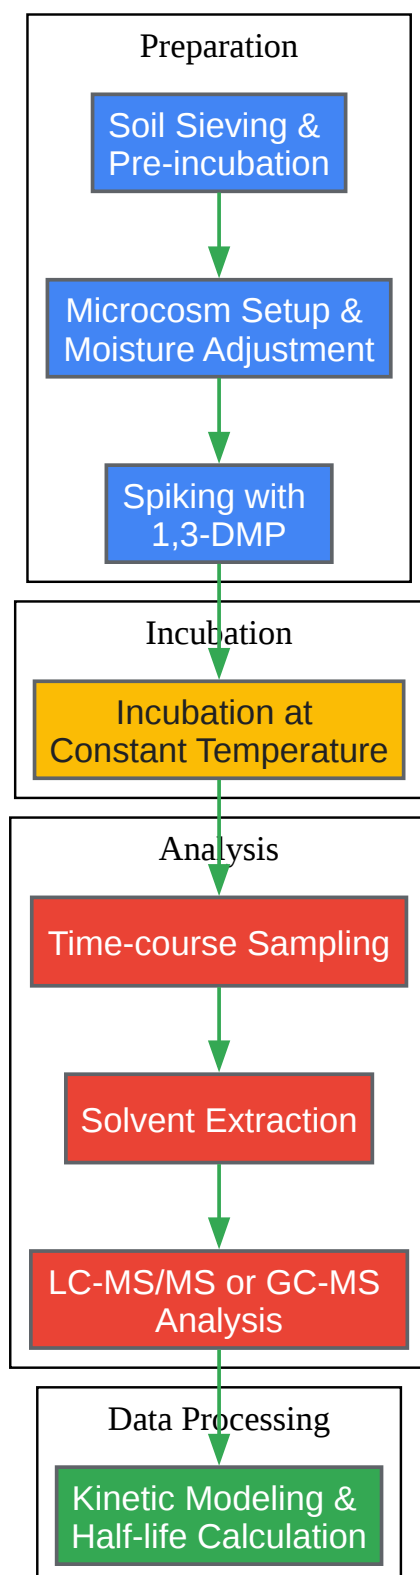 Preparation
Soil Sieving &
Pre-incubation
Microcosm Setup &
Moisture Adjustment
Spiking with
1,3-DMP
Incubation
Incubation at
Constant Temperature
Analysis
Time-course Sampling
Solvent Extraction
LC-MS/MS or GC-MS
Analysis
Data Processing
Kinetic Modeling &
Half-life Calculation